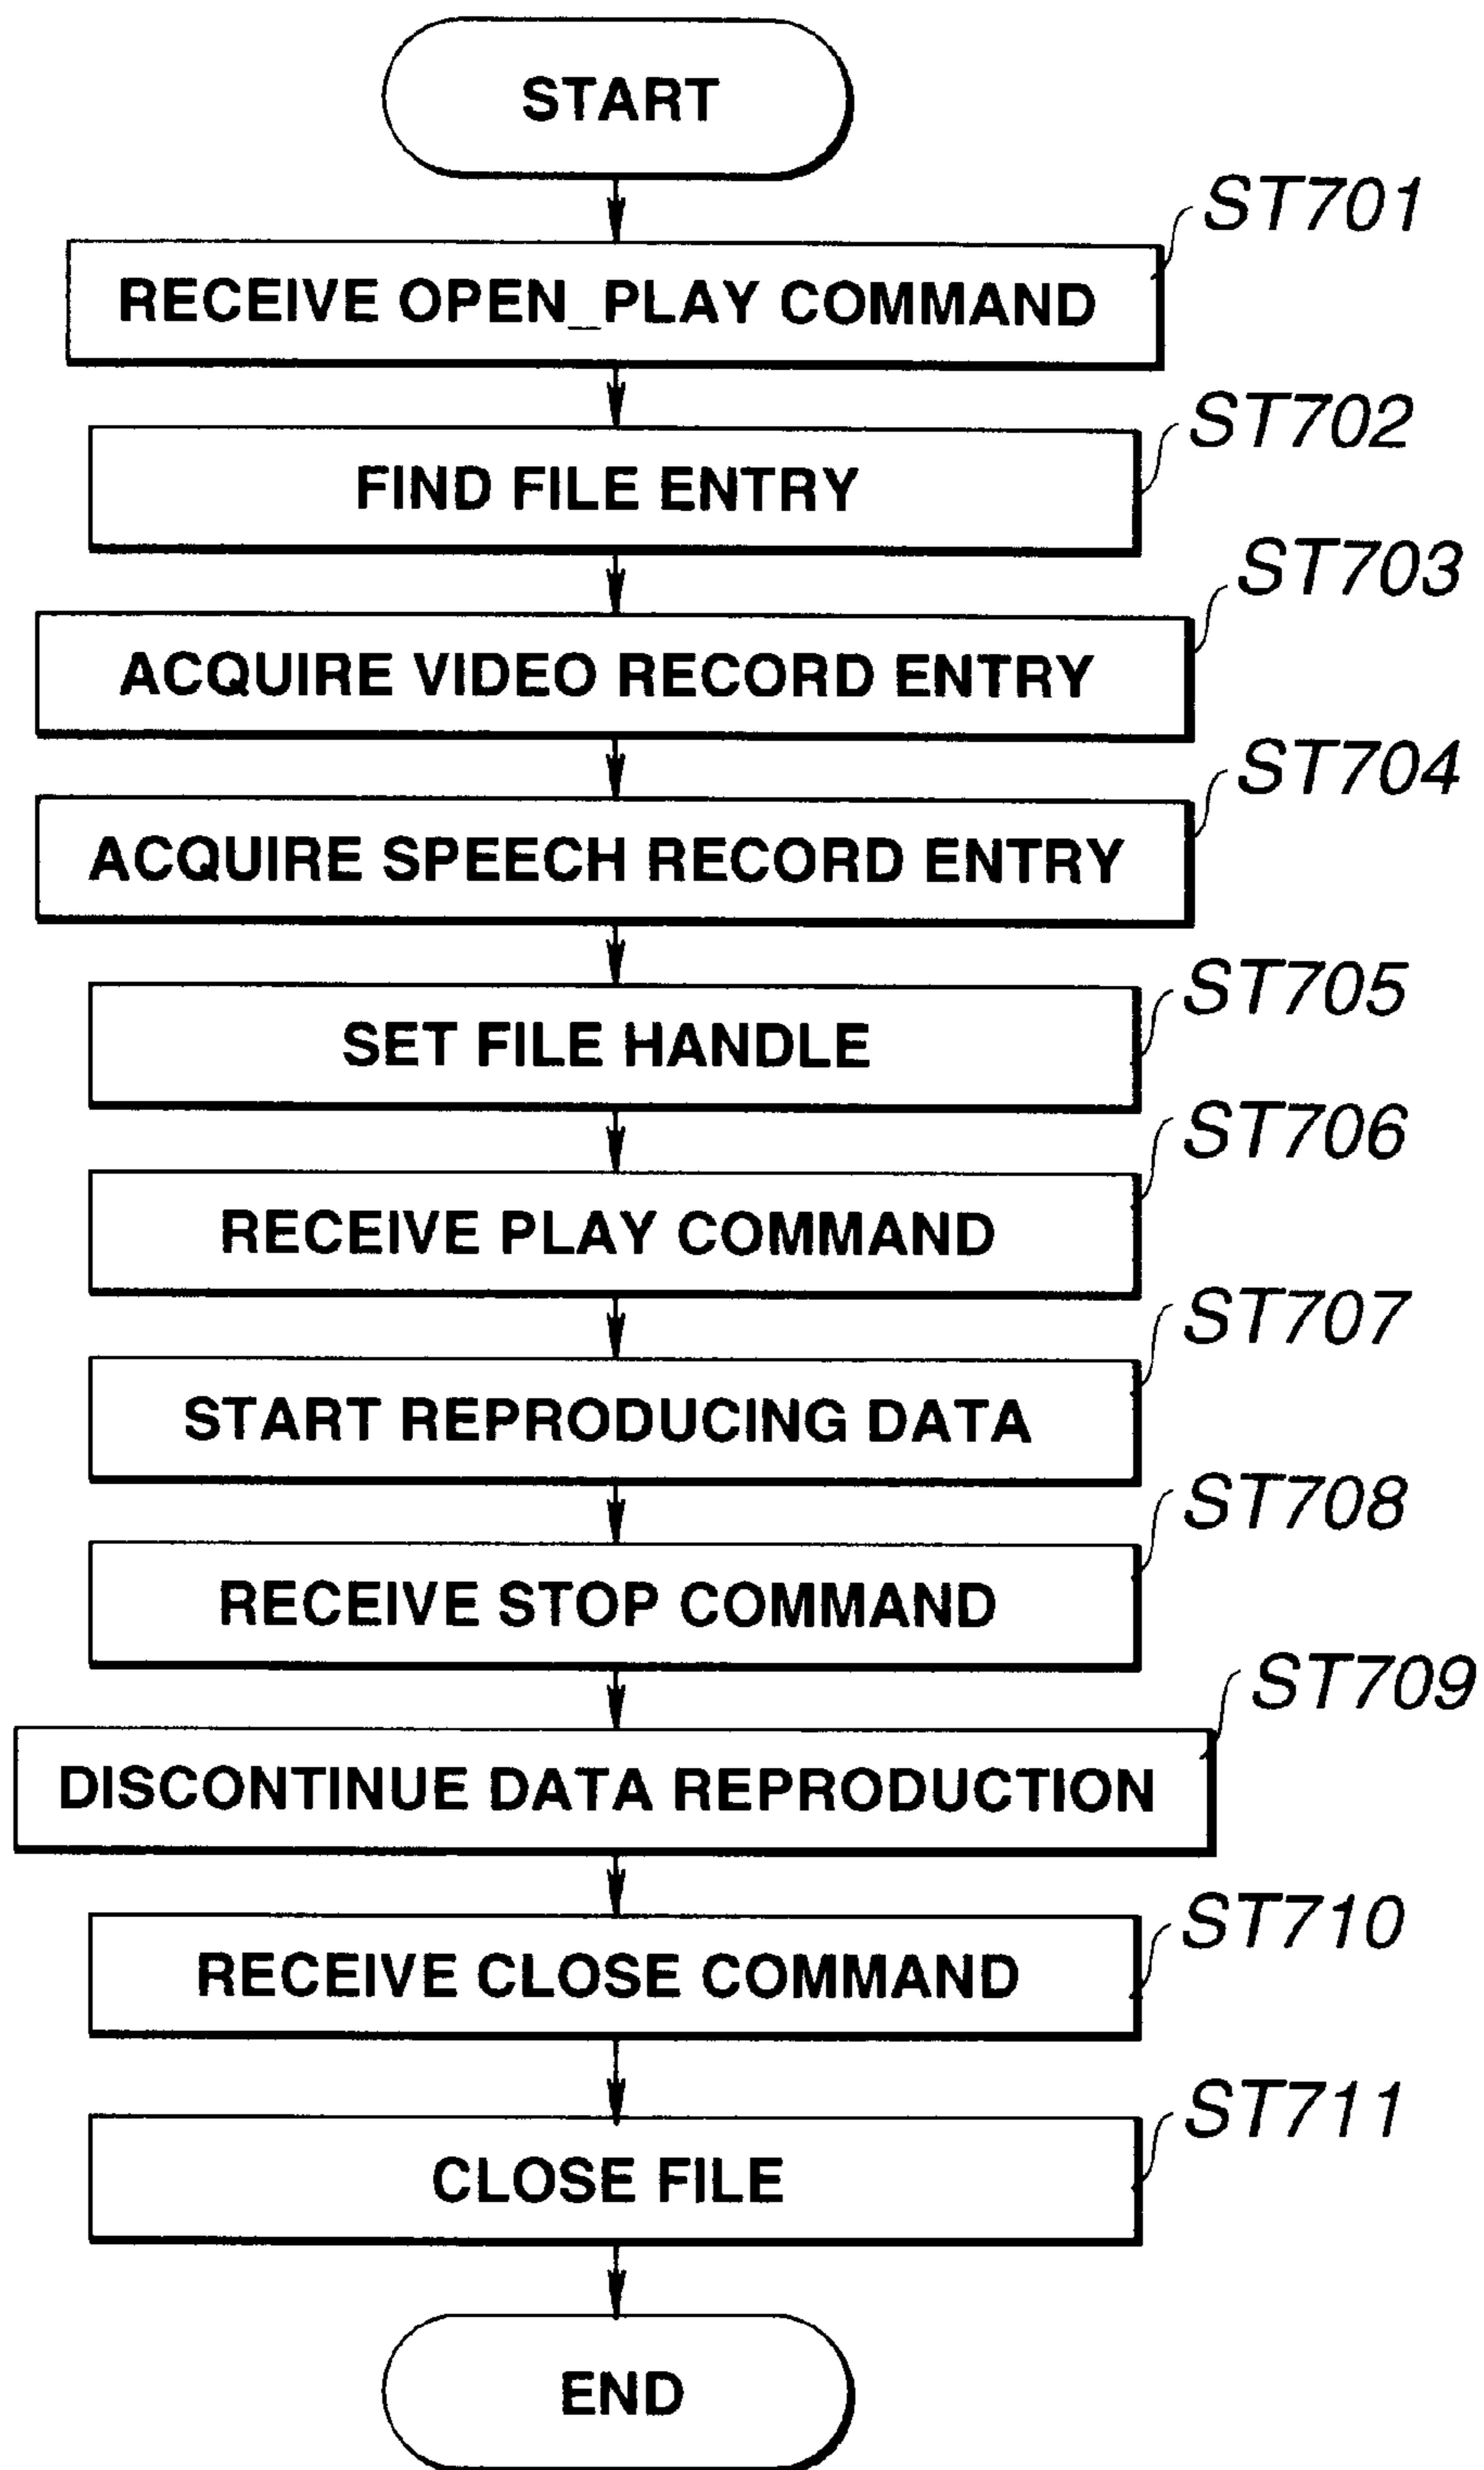 START
ST701
RECEIVE OPEN_PLAY COMMAND
ST702
FIND FILE ENTRY
ST703
ACQUIRE VIDEO RECORD ENTRY
ST704
ACQUIRE SPEECH RECORD ENTRY
ST705
SET FILE HANDLE
ST706
RECEIVE PLAY COMMAND
ST707
START REPRODUCING DATA
ST708
RECEIVE STOP COMMAND
ST709
DISCONTINUE DATA REPRODUCTION
ST710
RECEIVE CLOSE COMMAND
ST711
CLOSE FILE
END